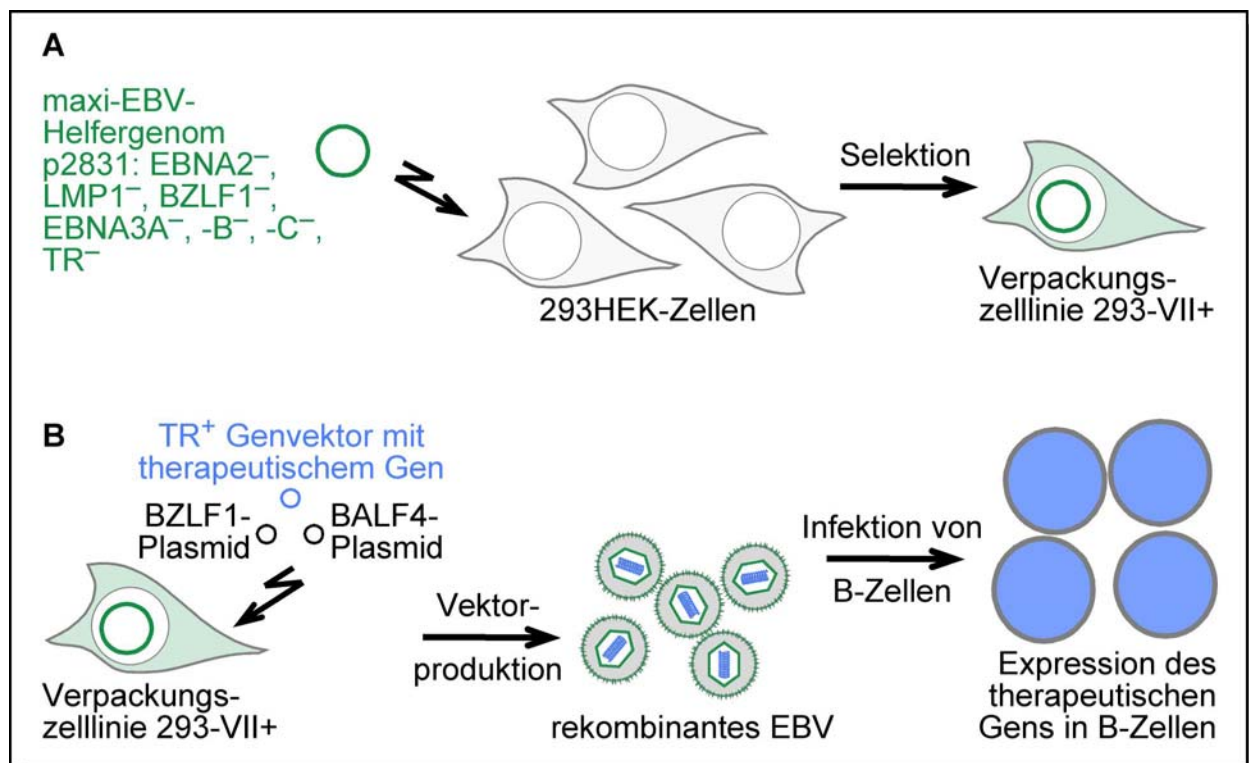 A
maxi-EBV-
Helfergenom
p2831: EBNA2⁻,
LMP1⁻, BZLF1⁻,
EBNA3A⁻, -B⁻, -C⁻,
TR⁻
293HEK-Zellen
Selektion
Verpackungs-
zelllinie 293-VII+
B
TR⁺ Genvektor mit
therapeutischem Gen
BZLF1-
Plasmid
BALF4-
Plasmid
Verpackungs-
zelllinie 293-VII+
Vektor-
produktion
rekombinantes EBV
Infektion von
B-Zellen
Expression des
therapeutischen
Gens in B-Zellen